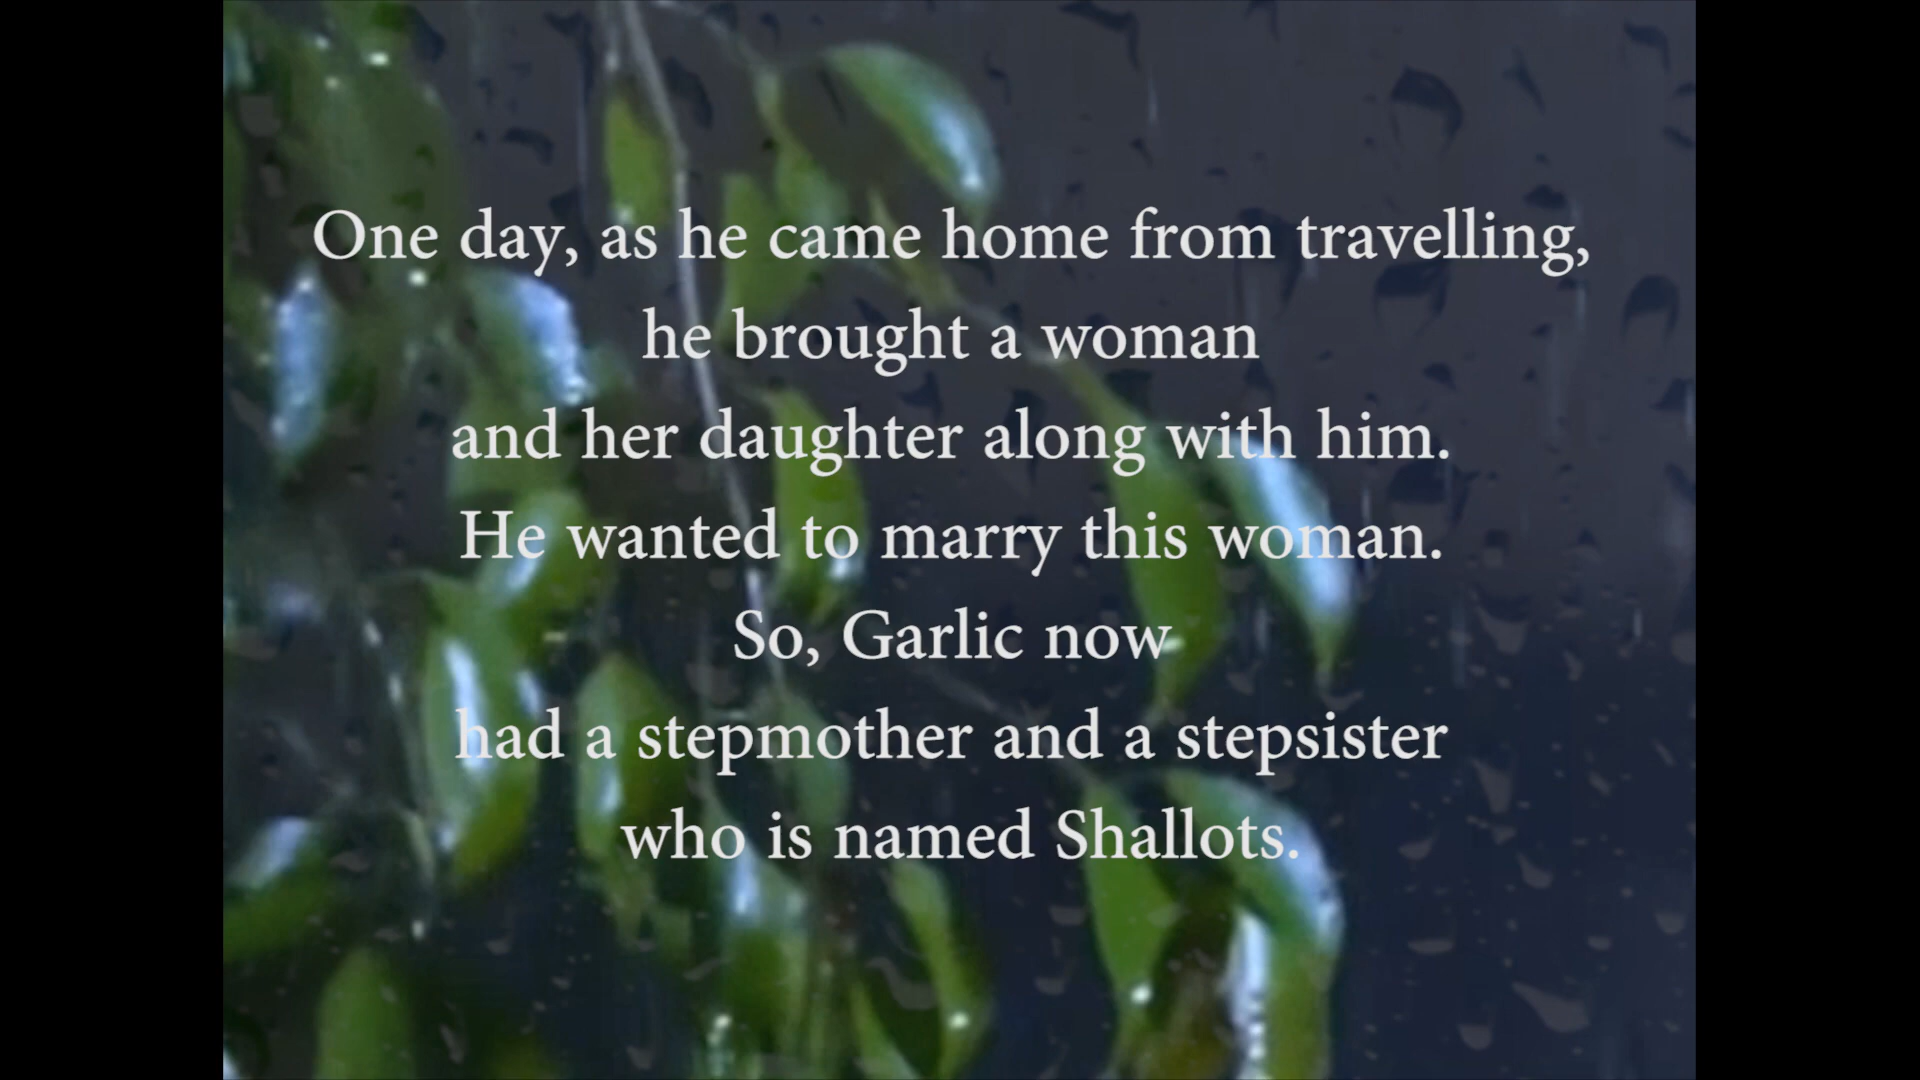 One day, as he came home from travelling,
he brought a woman
and her daughter along with him.
He wanted to marry this woman.
So, Garlic now
had a stepmother and a stepsister
who is named Shallots.